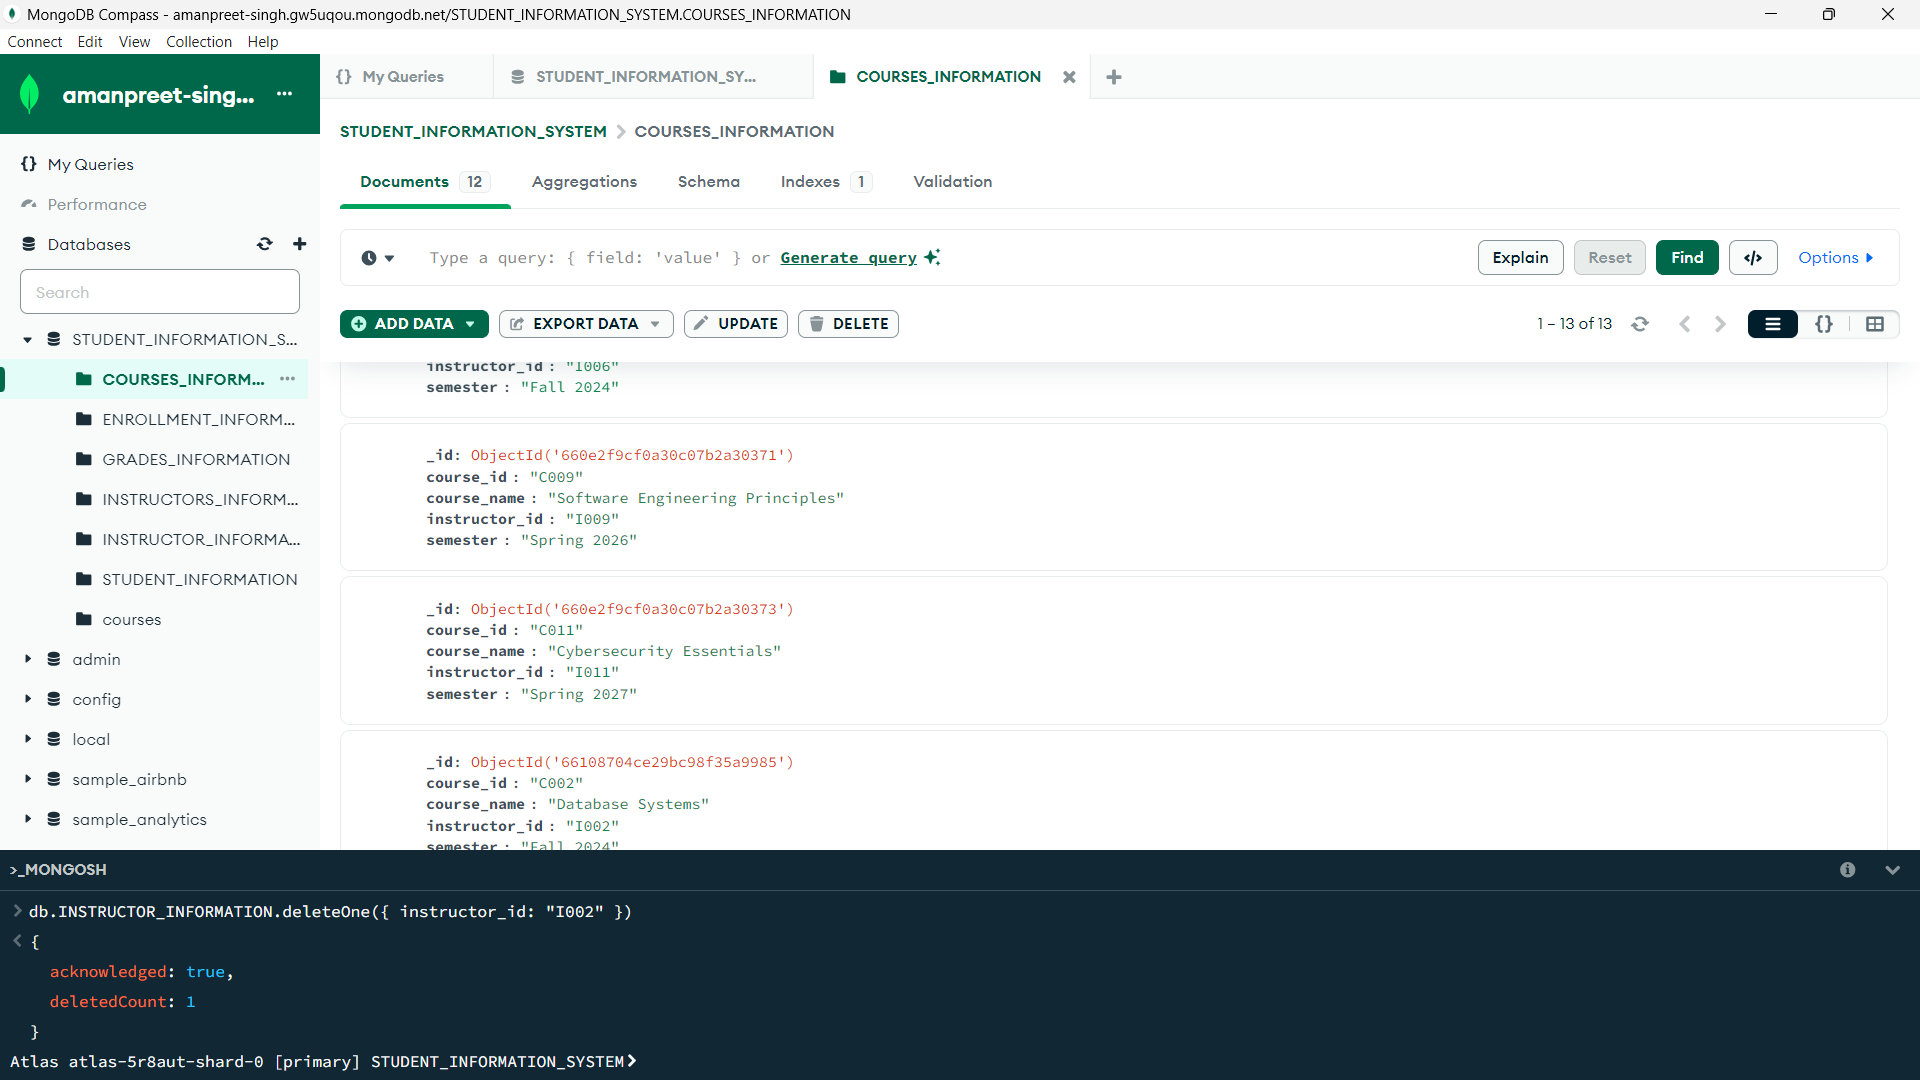 MongoDB Compass - amanpreet-singh.gw5uqou.mongodb.net/STUDENT_INFORMATION_SYSTEM.COURSES_INFORMATION
Connect Edit View Collection Help
amanpreet-sing... ...
{} My Queries
Performance
Databases
Search
STUDENT_INFORMATION_S...
COURSES_INFORM... ...
ENROLLMENT_INFORM...
GRADES_INFORMATION
INSTRUCTORS_INFORM...
INSTRUCTOR_INFORMA...
STUDENT_INFORMATION
courses
admin
config
local
sample_airbnb
sample_analytics
{} My Queries STUDENT_INFORMATION_SY... COURSES_INFORMATION
STUDENT_INFORMATION_SYSTEM > COURSES_INFORMATION
Documents 12 Aggregations Schema Indexes 1 Validation
Type a query: { field: 'value' } or Generate query
Explain Reset Find </> Options
ADD DATA EXPORT DATA UPDATE DELETE
1 – 13 of 13 {}
instructor_id : "I006"
semester : "Fall 2024"
_id: ObjectId('660e2f9cf0a30c07b2a30371')
course_id : "C009"
course_name : "Software Engineering Principles"
instructor_id : "I009"
semester : "Spring 2026"
_id: ObjectId('660e2f9cf0a30c07b2a30373')
course_id : "C011"
course_name : "Cybersecurity Essentials"
instructor_id : "I011"
semester : "Spring 2027"
_id: ObjectId('66108704ce29bc98f35a9985')
course_id : "C002"
course_name : "Database Systems"
instructor_id : "I002"
semester : "Fall 2024"
>_MONGOSH
> db.INSTRUCTOR_INFORMATION.deleteOne({ instructor_id: "I002" })
< {
acknowledged: true,
deletedCount: 1
}
Atlas atlas-5r8aut-shard-0 [primary] STUDENT_INFORMATION_SYSTEM>